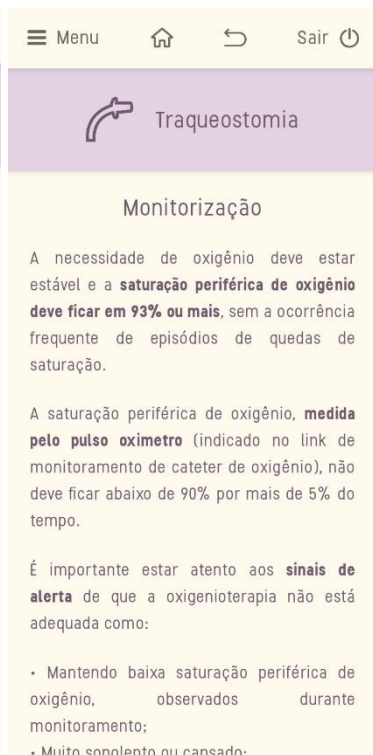 Menu Sair
Traqueostomia
Monitorização
A necessidade de oxigênio deve estar
estável e a saturação periférica de oxigênio
deve ficar em 93% ou mais, sem a ocorrência
frequente de episódios de quedas de
saturação.
A saturação periférica de oxigênio, medida
pelo pulso oximetro (indicado no link de
monitoramento de cateter de oxigênio), não
deve ficar abaixo de 90% por mais de 5% do
tempo.
É importante estar atento aos sinais de
alerta de que a oxigenioterapia não está
adequada como:
• Mantendo baixa saturação periférica de
oxigênio, observados durante
monitoramento;
• Muito sonolento ou cansado;